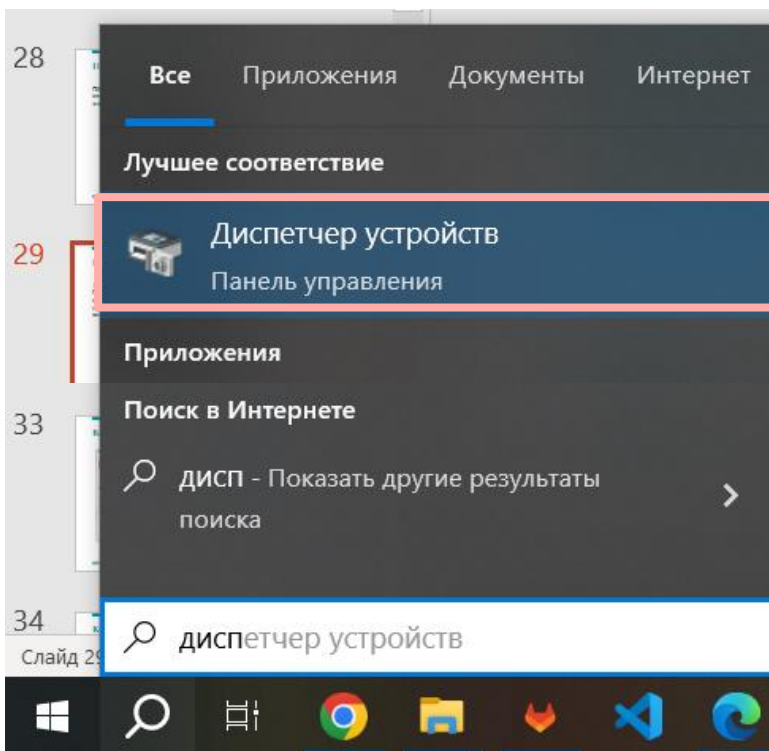 28
29
33
34
Слайд 29
Все Приложения Документы Интернет
Лучшее соответствие
Диспетчер устройств
Панель управления
Приложения
Поиск в Интернете
дисп - Показать другие результаты
поиска
диспетчер устройств